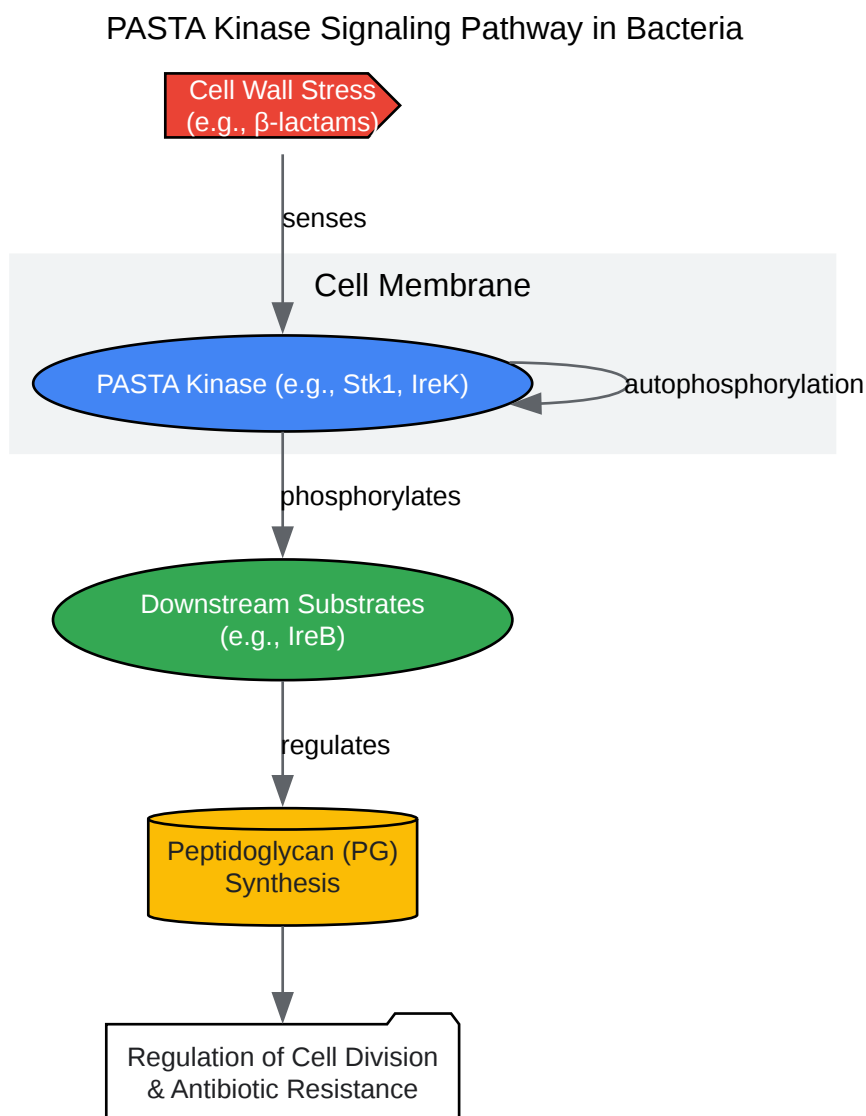 PASTA Kinase Signaling Pathway in Bacteria
Cell Wall Stress
(e.g., β-lactams)
senses
Cell Membrane
PASTA Kinase (e.g., Stk1, IreK)
autophosphorylation
phosphorylates
Downstream Substrates
(e.g., IreB)
regulates
Peptidoglycan (PG)
Synthesis
Regulation of Cell Division
& Antibiotic Resistance